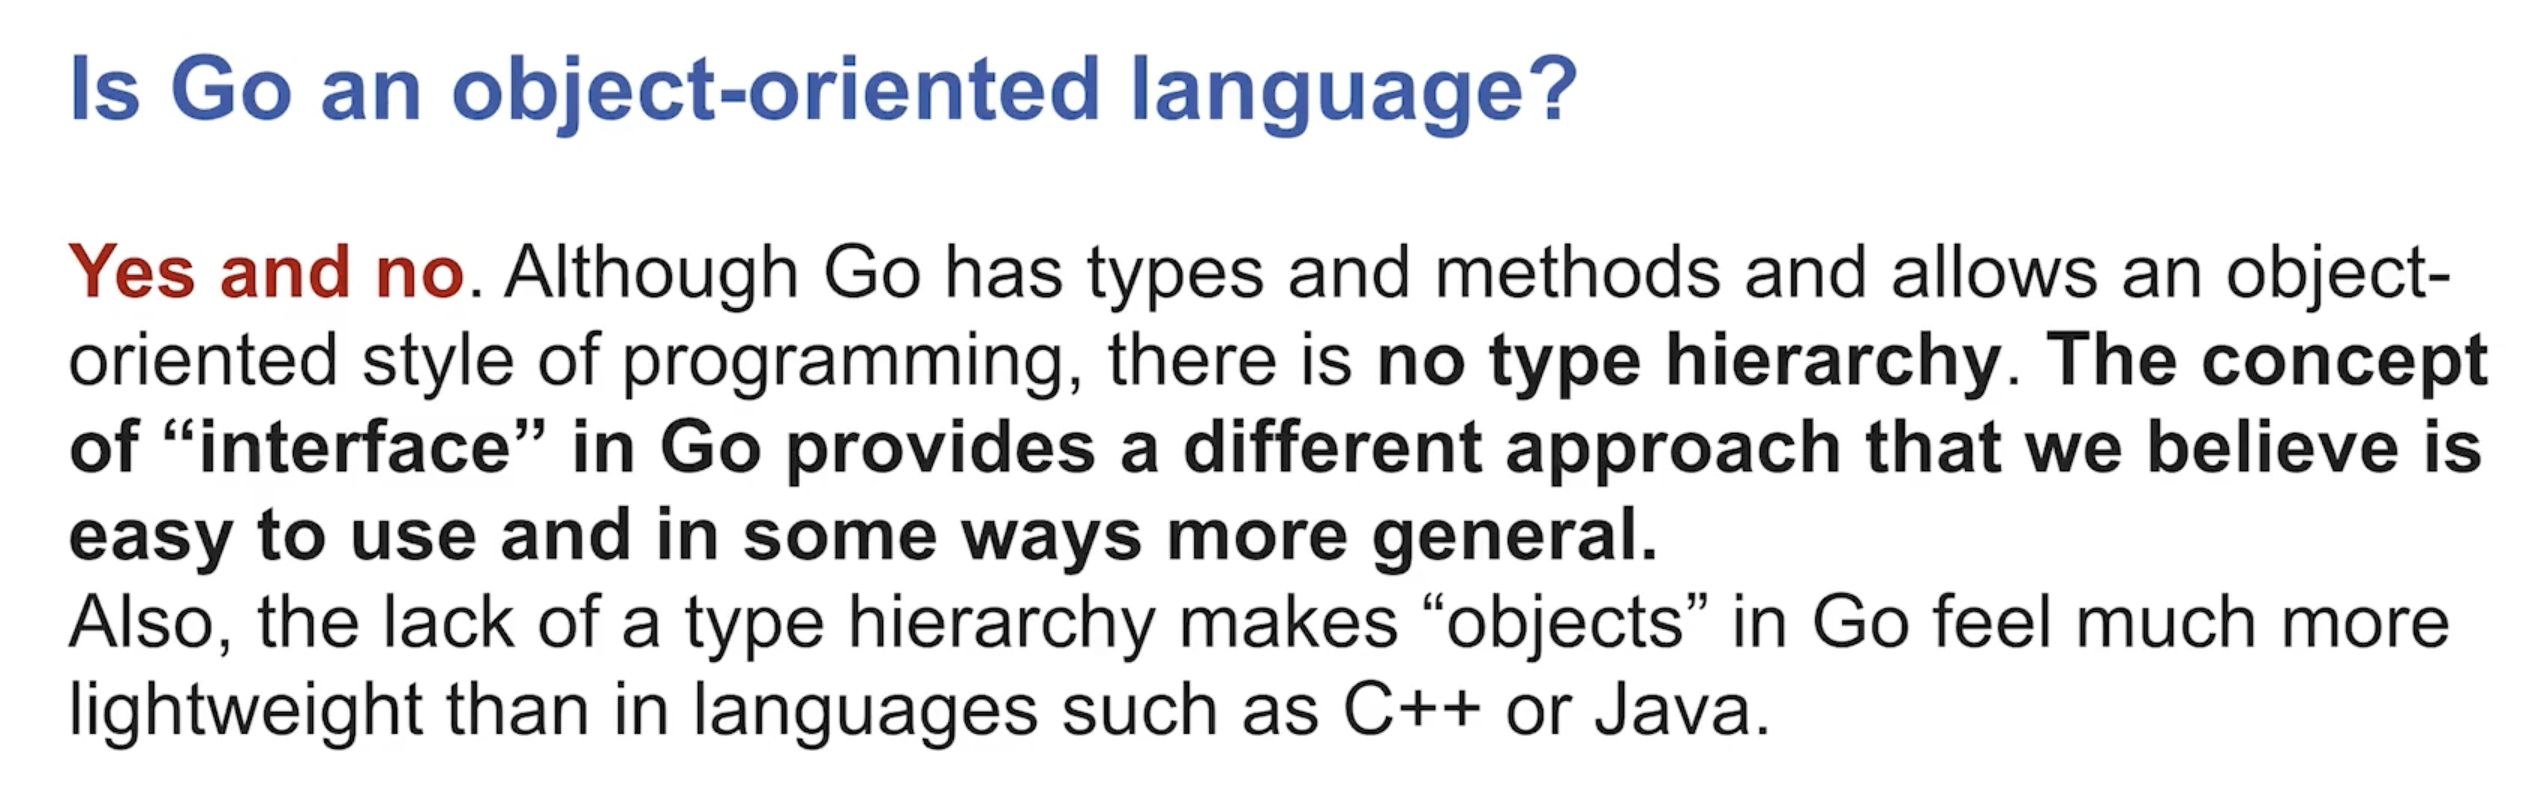 Is Go an object-oriented language?
Yes and no. Although Go has types and methods and allows an object-
oriented style of programming, there is no type hierarchy. The concept
of “interface” in Go provides a different approach that we believe is
easy to use and in some ways more general.
Also, the lack of a type hierarchy makes “objects” in Go feel much more
lightweight than in languages such as C++ or Java.